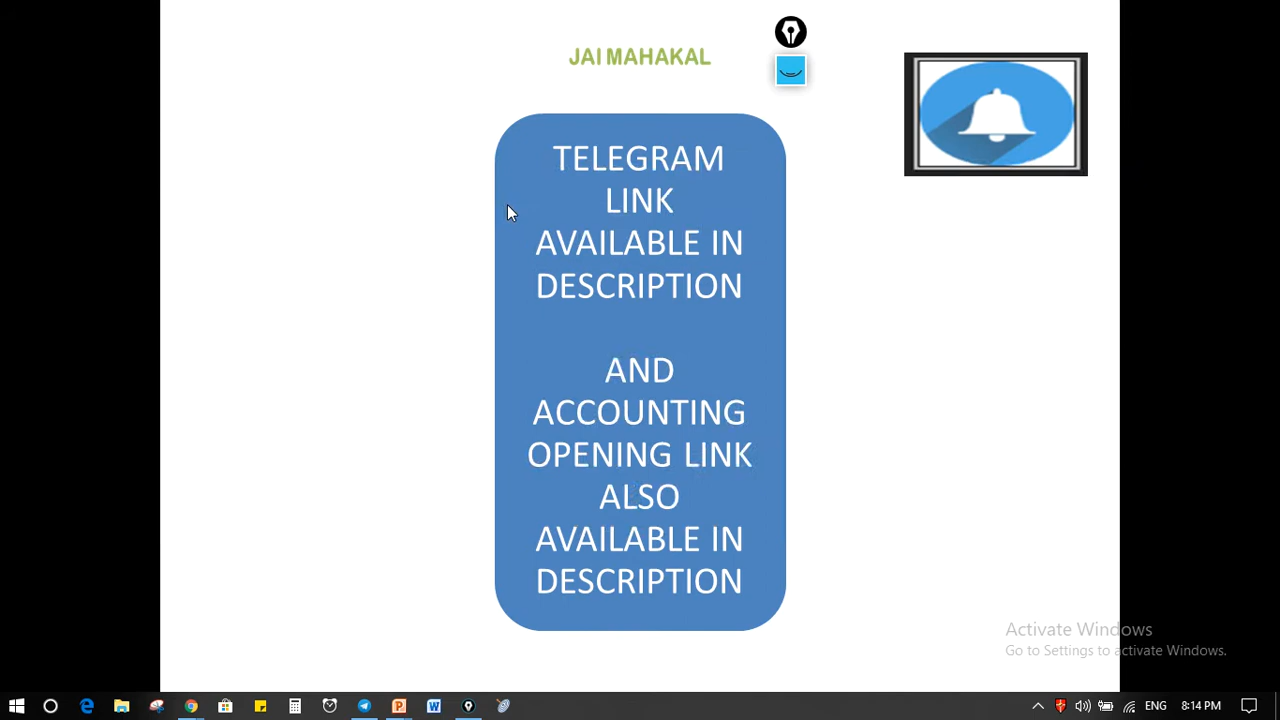 JAI MAHAKAL
TELEGRAM
LINK
AVAILABLE IN
DESCRIPTION
AND
ACCOUNTING
OPENING LINK
ALSO
AVAILABLE IN
DESCRIPTION
Activate Windows
Go to Settings to activate Windows.
ENG
8:14 PM